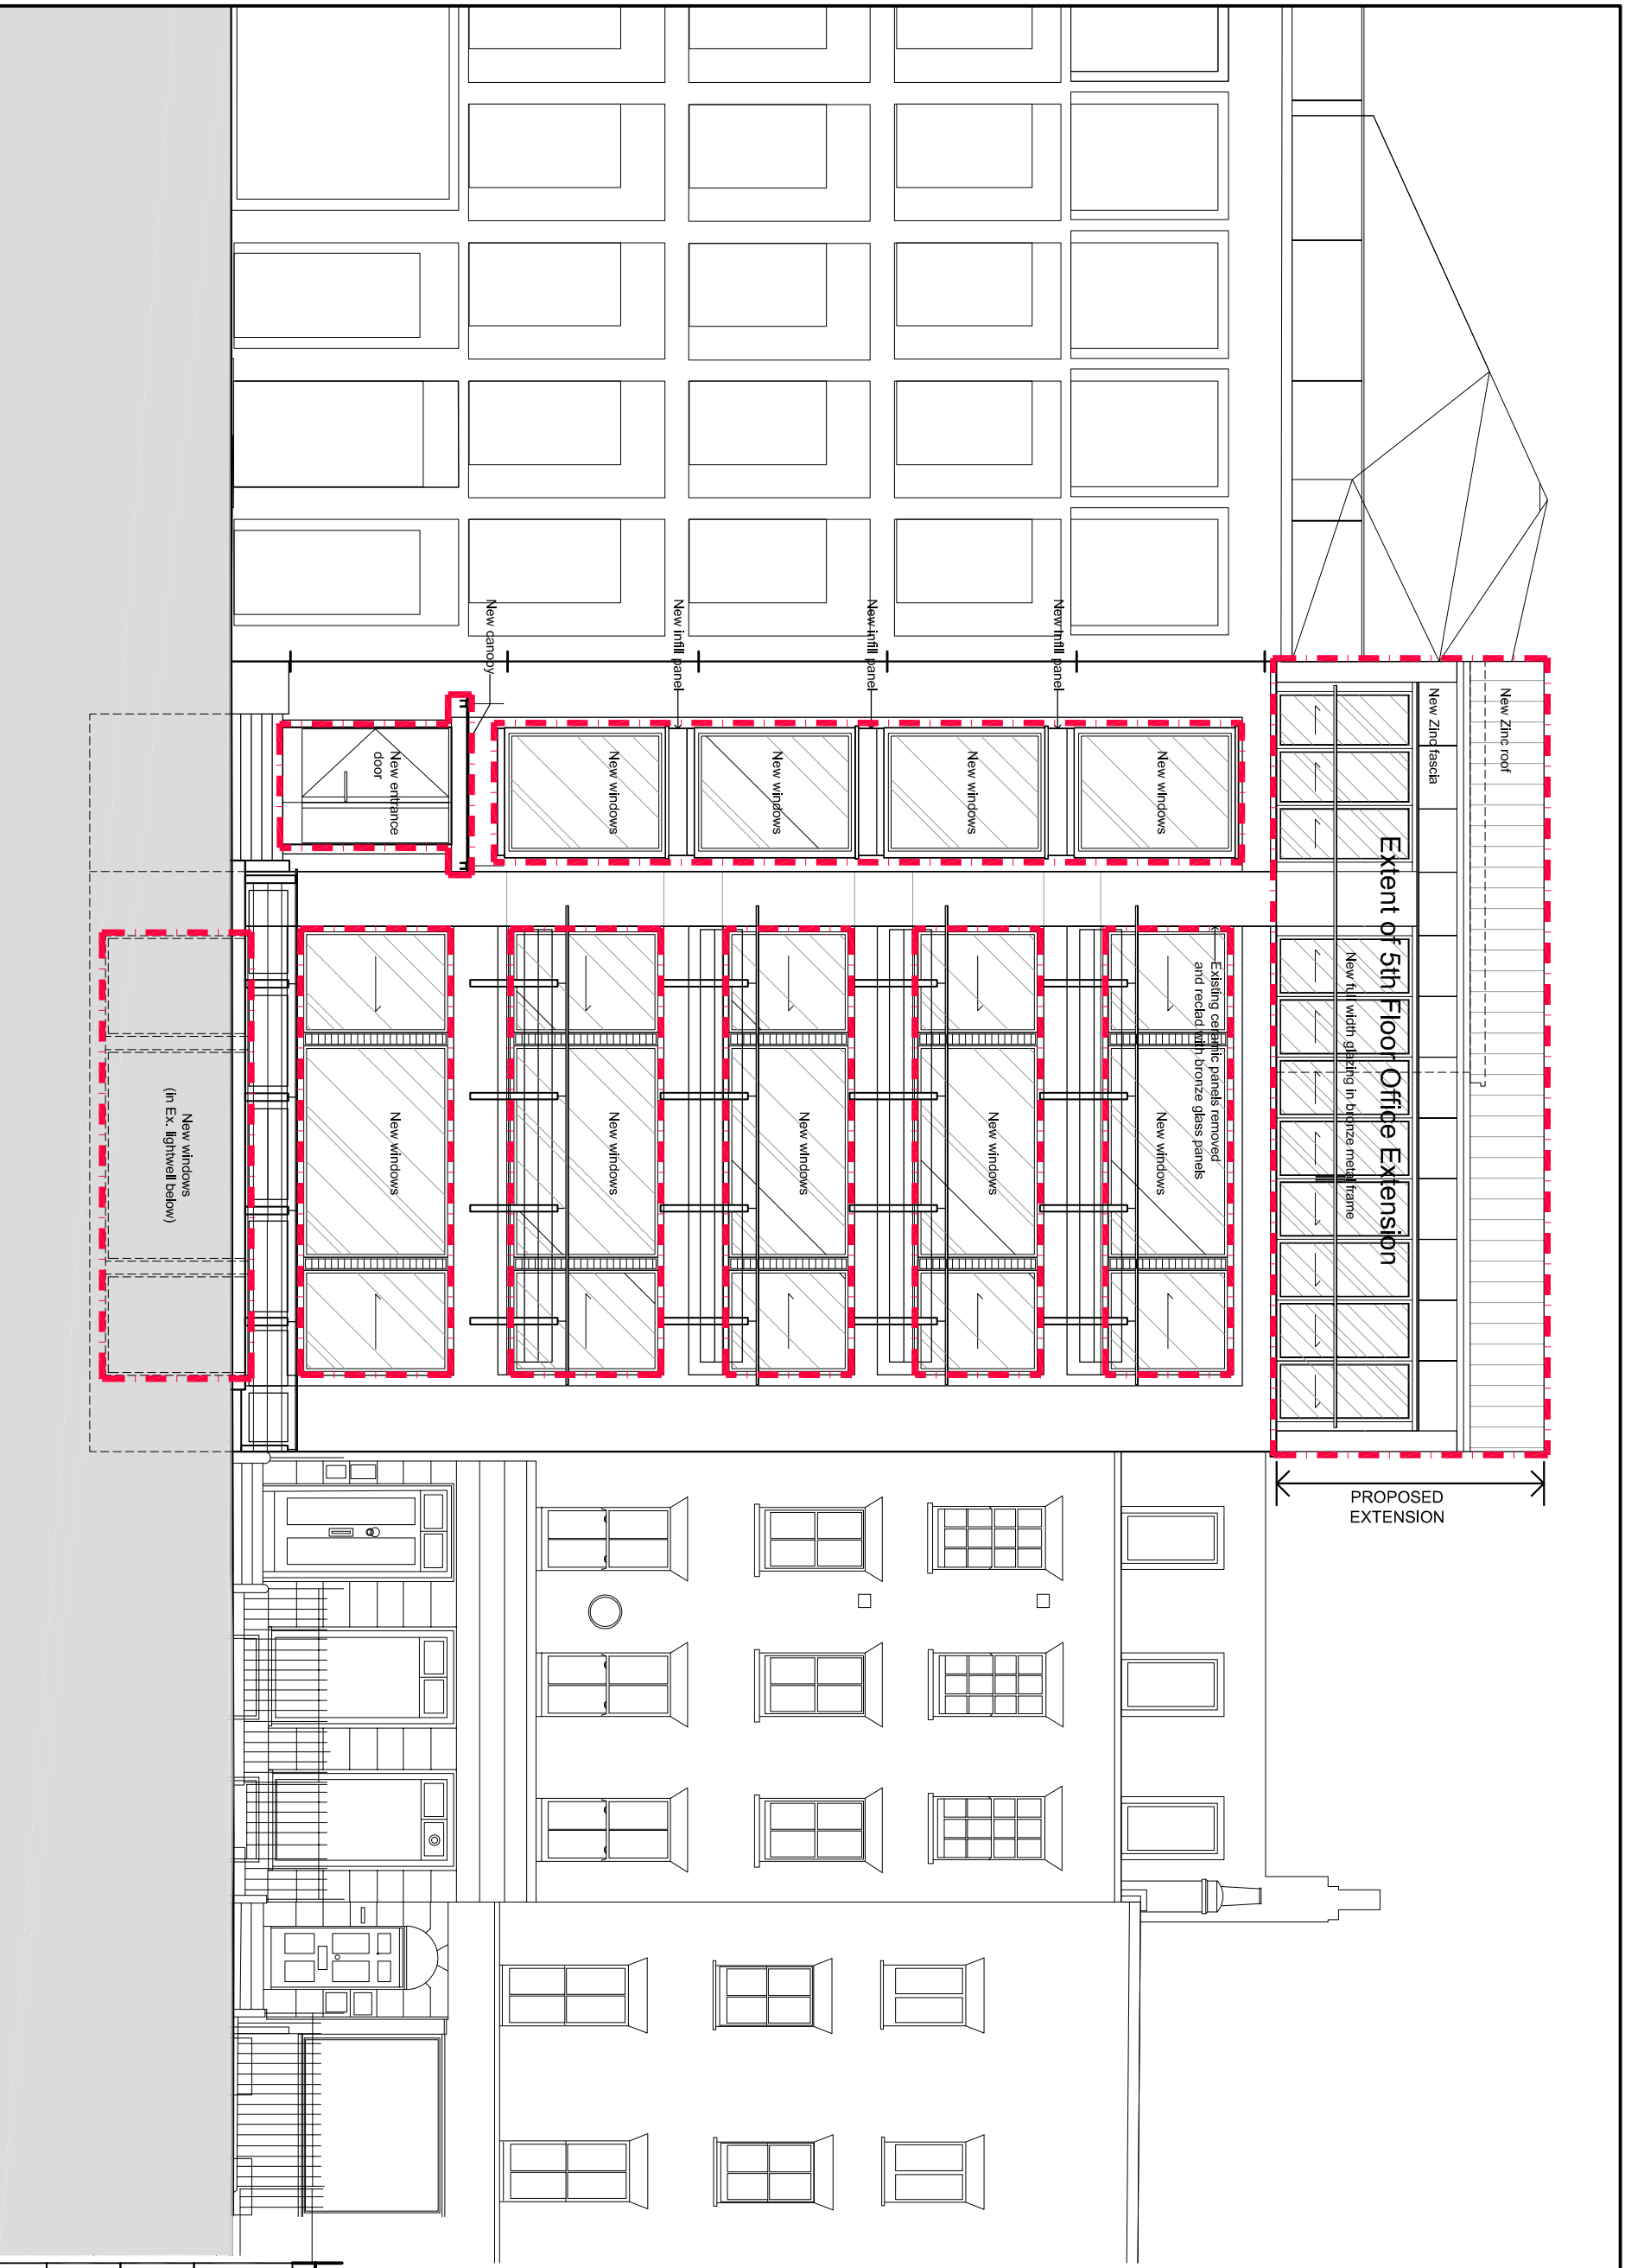 New Zinc roof
New Zinc fascia
Extent of 5th Floor Office Extension
New full width glazing in bronze metal frame
PROPOSED
EXTENSION
Existing ceramic panels removed
and reclad with bronze glass panels
New infill panel
New infill panel
New infill panel
New canopy
New windows
New windows
New windows
New windows
New windows
New windows
New windows
New windows
New windows
New entrance
door
New windows
(in Ex. lightwell below)